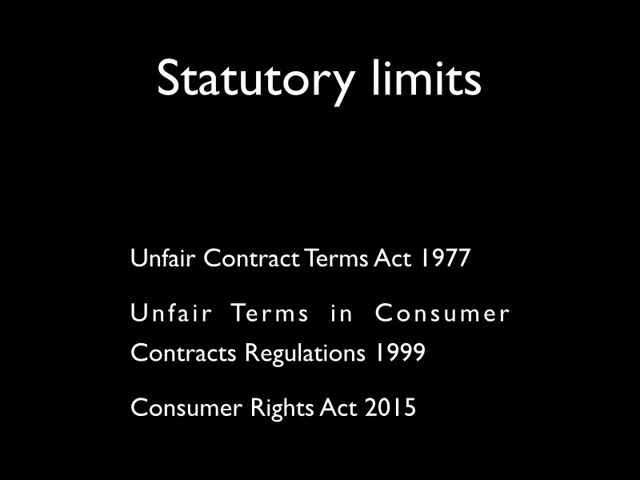 Statutory limits
Unfair Contract Terms Act 1977
Unfair Terms in Consumer
Contracts Regulations 1999
Consumer Rights Act 2015